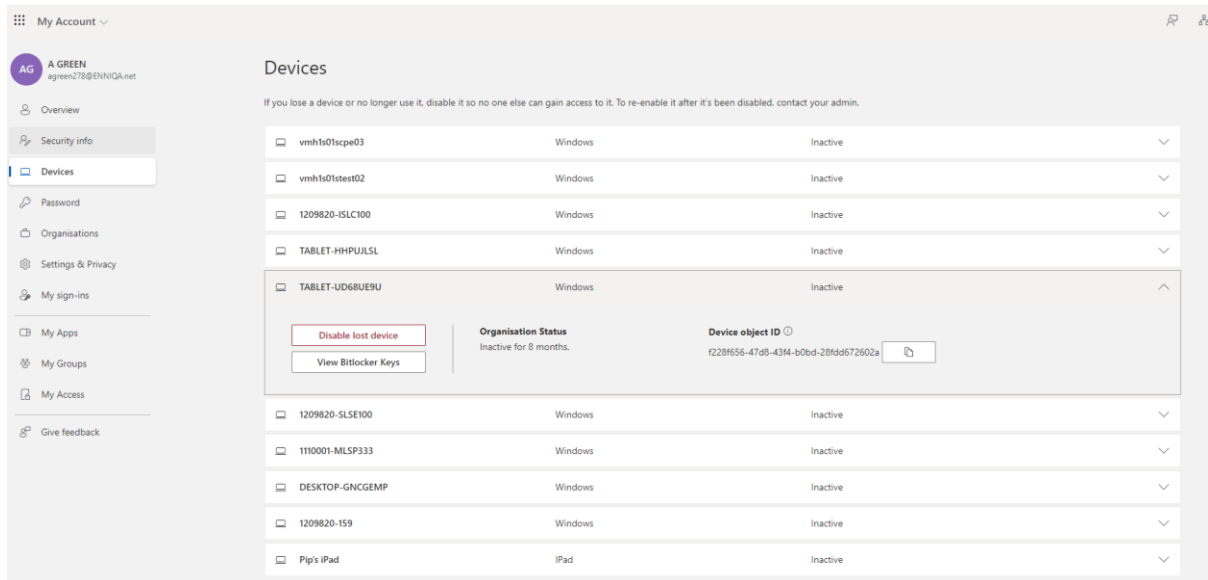 My Account
AG
A GREEN
agreen278@ENNIQA.net
Overview
Security info
Devices
Password
Organisations
Settings & Privacy
My sign-ins
My Apps
My Groups
My Access
Give feedback
Devices
If you lose a device or no longer use it, disable it so no one else can gain access to it. To re-enable it after it's been disabled, contact your admin.
vmh1s01scpe03 Windows Inactive
vmh1s01stest02 Windows Inactive
1209820-ISLC100 Windows Inactive
TABLET-HHPUJLSL Windows Inactive
TABLET-UD68UE9U Windows Inactive
Disable lost device
View Bitlocker Keys
Organisation Status
Inactive for 8 months.
Device object ID
f228f656-47d8-43f4-b0bd-28fdd672602a
1209820-SLSE100 Windows Inactive
1110001-MLSP333 Windows Inactive
DESKTOP-GNCGEMP Windows Inactive
1209820-159 Windows Inactive
Pip's iPad IPad Inactive